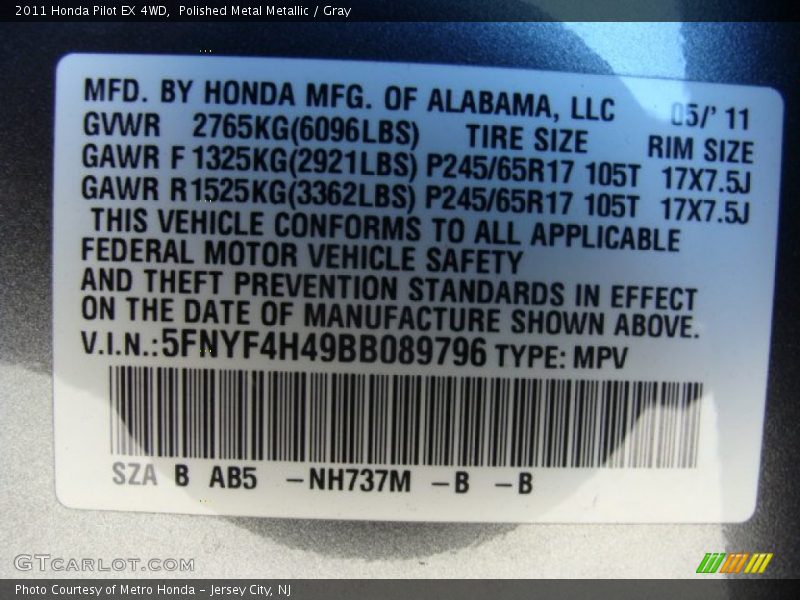 2011 Honda Pilot EX 4WD, Polished Metal Metallic / Gray
MFD. BY HONDA MFG. OF ALABAMA, LLC 05/' 11
GVWR 2765KG(6096LBS) TIRE SIZE RIM SIZE
GAWR F 1325KG(2921LBS) P245/65R17 105T 17X7.5J
GAWR R 1525KG(3362LBS) P245/65R17 105T 17X7.5J
THIS VEHICLE CONFORMS TO ALL APPLICABLE
FEDERAL MOTOR VEHICLE SAFETY
AND THEFT PREVENTION STANDARDS IN EFFECT
ON THE DATE OF MANUFACTURE SHOWN ABOVE.
V.I.N.:5FNYF4H49BB089796 TYPE: MPV
SZA B AB5 -NH737M -B -B
GTCARLOT.COM
Photo Courtesy of Metro Honda - Jersey City, NJ